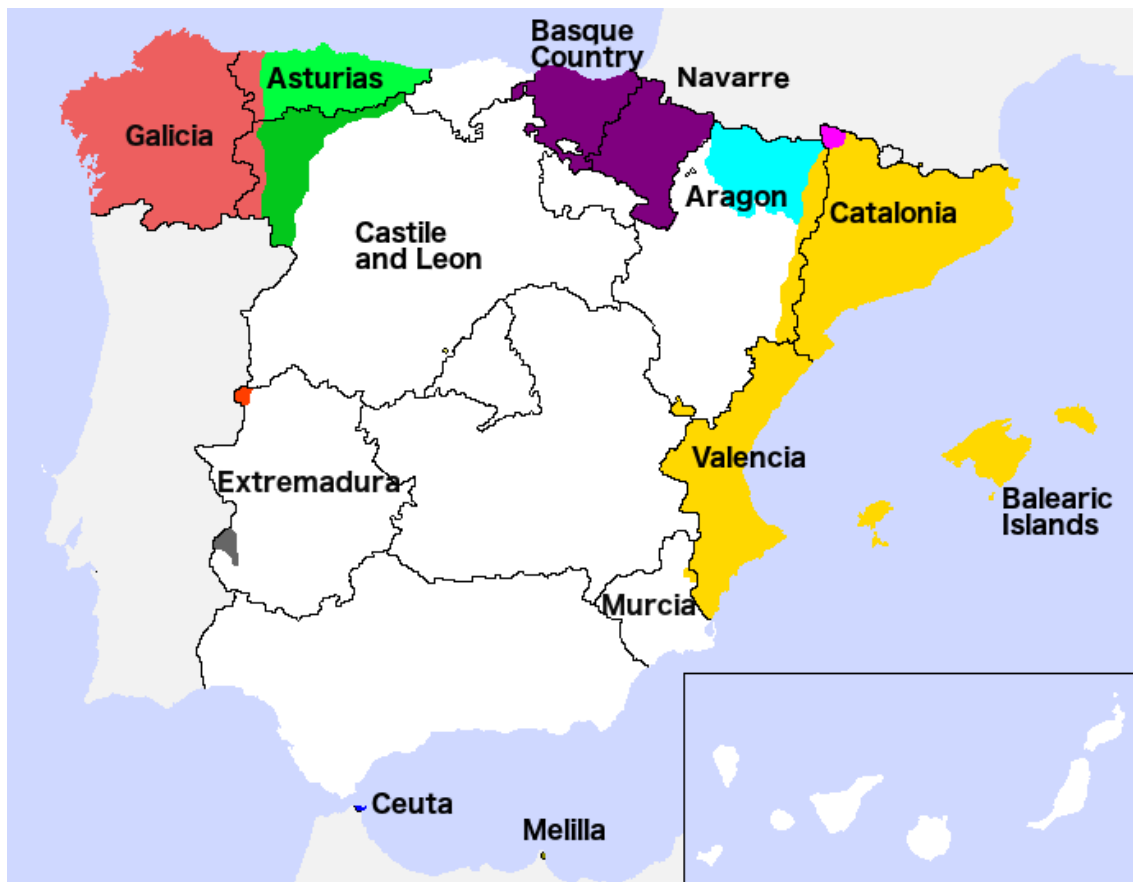 Basque
Country
Navarre
Asturias
Galicia
Aragon
Catalonia
Castile
and Leon
Valencia
Extremadura
Balearic
Islands
Murcia
Ceuta
Melilla